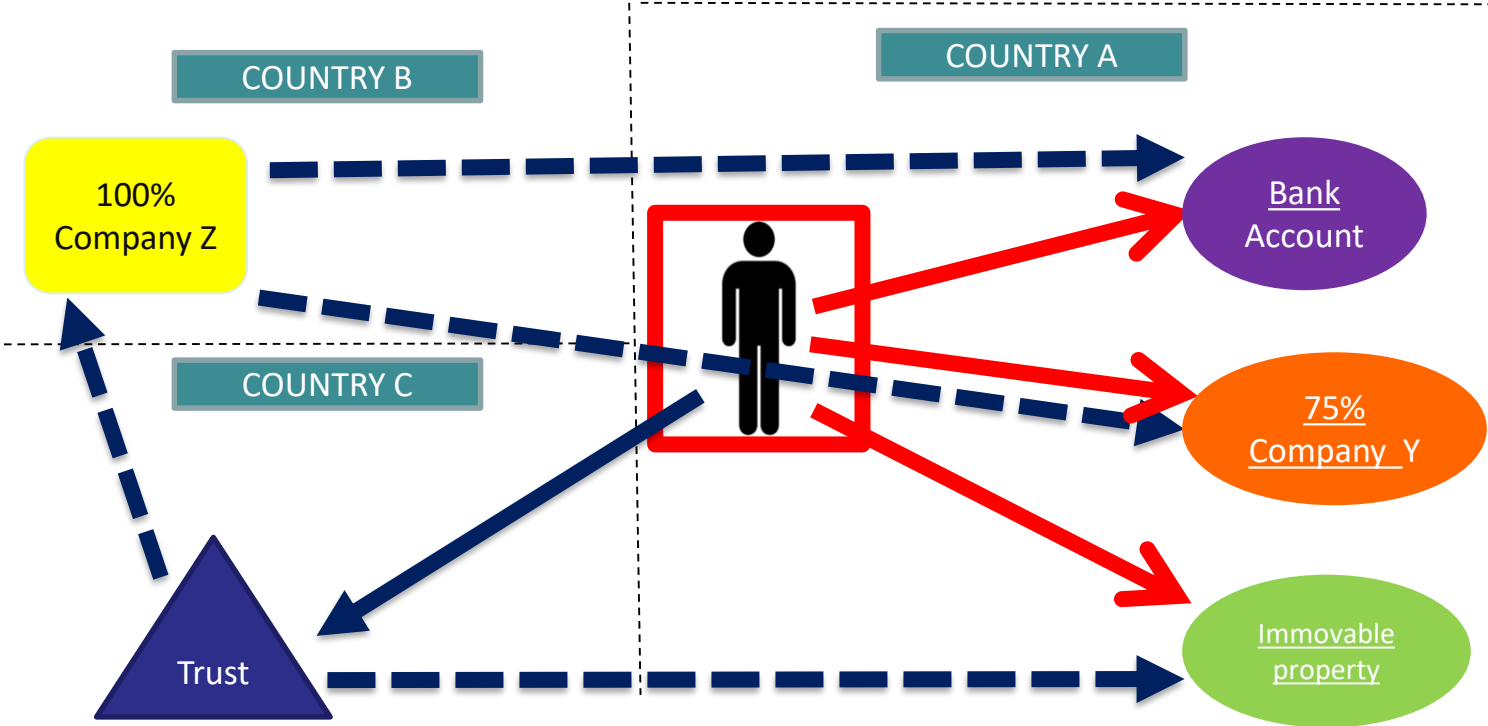 COUNTRY B
COUNTRY A
100%
Company Z
Bank
Account
COUNTRY C
75%
Company Y
Trust
Immovable
property